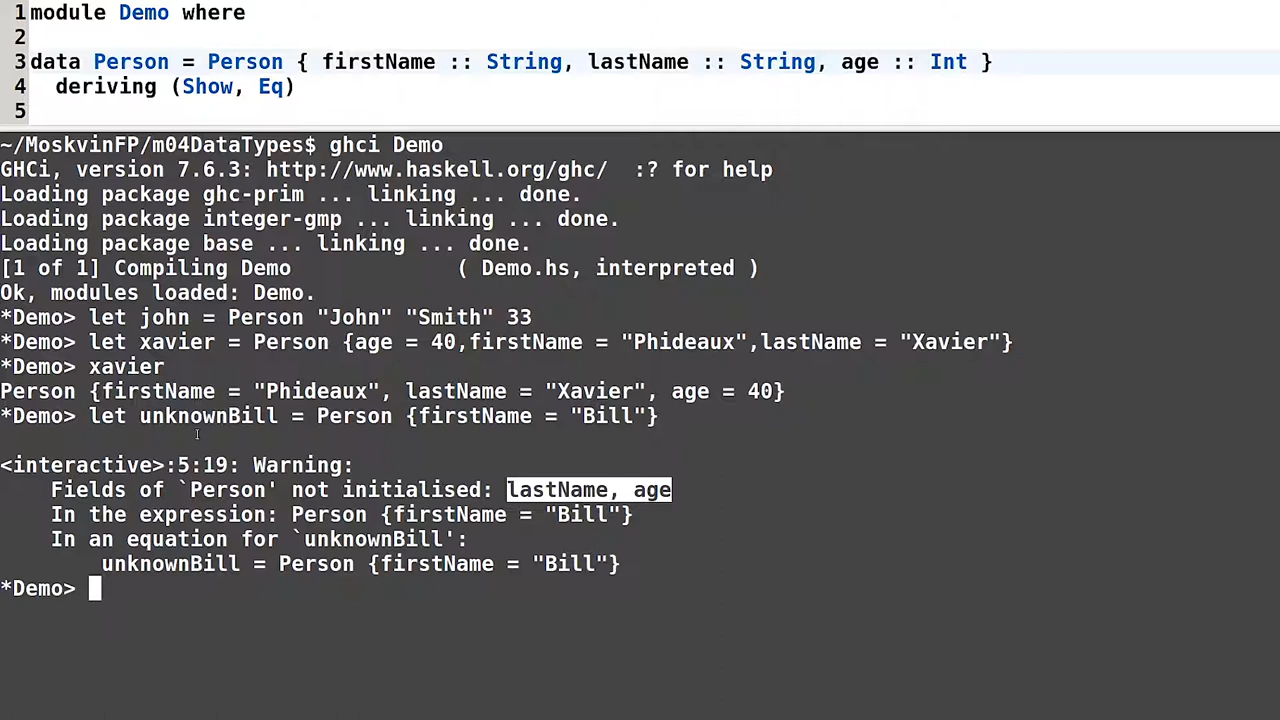 1 module Demo where
2
3 data Person = Person { firstName :: String, lastName :: String, age :: Int }
4   deriving (Show, Eq)
5
~/MoskvinFP/m04DataTypes$ ghci Demo
GHCi, version 7.6.3: http://www.haskell.org/ghc/  :? for help
Loading package ghc-prim ... linking ... done.
Loading package integer-gmp ... linking ... done.
Loading package base ... linking ... done.
[1 of 1] Compiling Demo             ( Demo.hs, interpreted )
Ok, modules loaded: Demo.
*Demo> let john = Person "John" "Smith" 33
*Demo> let xavier = Person {age = 40,firstName = "Phideaux",lastName = "Xavier"}
*Demo> xavier
Person {firstName = "Phideaux", lastName = "Xavier", age = 40}
*Demo> let unknownBill = Person {firstName = "Bill"}
<interactive>:5:19: Warning:
    Fields of `Person' not initialised: lastName, age
    In the expression: Person {firstName = "Bill"}
    In an equation for `unknownBill':
        unknownBill = Person {firstName = "Bill"}
*Demo>